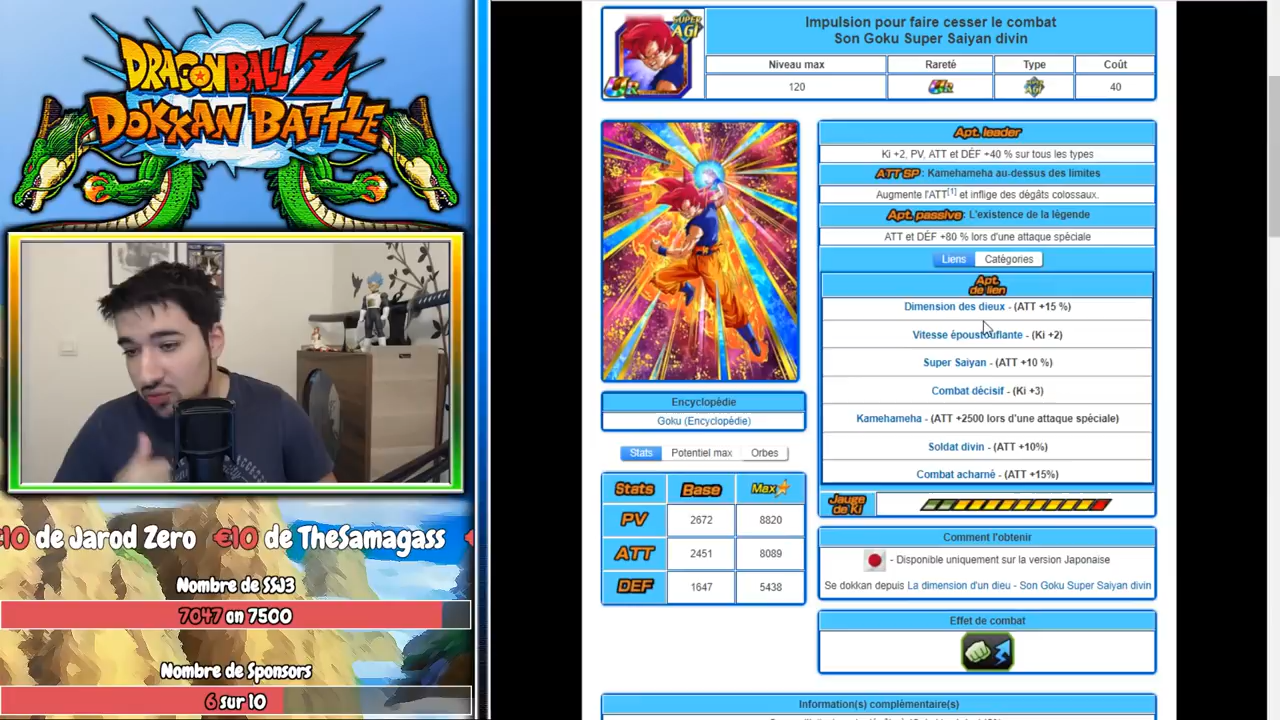 DRAGONBALL Z
DOKKAN BATTLE
€10 de Jarod Zero €10 de TheSamagass
Nombre de SSJ3
7047 an 7500
Nombre de Sponsors
6 sur 10
SUPER
AGI
UR
Impulsion pour faire cesser le combat
Son Goku Super Saiyan divin
Niveau max
Rareté
Type
Coût
120
UR
AGI
40
Apt. leader
Ki +2, PV, ATT et DÉF +40 % sur tous les types
ATT SP : Kamehameha au-dessus des limites
Augmente l'ATT[1] et inflige des dégâts colossaux.
Apt. passive : L'existence de la légende
ATT et DÉF +80 % lors d'une attaque spéciale
Liens
Catégories
Apt. de lien
Dimension des dieux - (ATT +15 %)
Vitesse époustouflante - (Ki +2)
Super Saiyan - (ATT +10 %)
Combat décisif - (Ki +3)
Kamehameha - (ATT +2500 lors d'une attaque spéciale)
Soldat divin - (ATT +10%)
Combat acharné - (ATT +15%)
Jauge de Ki
Encyclopédie
Goku (Encyclopédie)
Stats
Potentiel max
Orbes
Stats Base Max
PV 2672 8820
ATT 2451 8089
DEF 1647 5438
Comment l'obtenir
- Disponible uniquement sur la version Japonaise
Se dokkan depuis La dimension d'un dieu - Son Goku Super Saiyan divin
Effet de combat
Information(s) complémentaire(s)